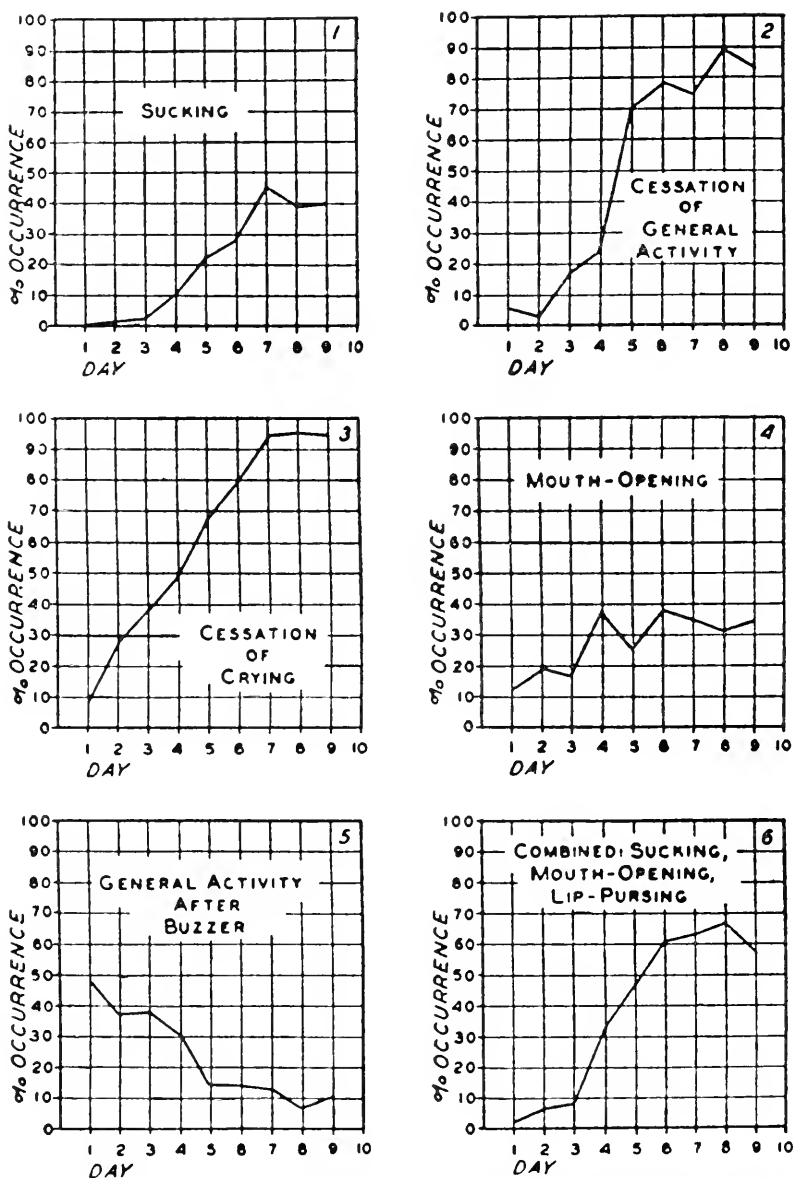 1
100
90
80
70
60
50
40
30
20
10
0
% OCCURRENCE
SUCKING
1 2 3 4 5 6 7 8 9 10
DAY
2
100
90
80
70
60
50
40
30
20
10
0
% OCCURRENCE
CESSATION
OF
GENERAL
ACTIVITY
1 2 3 4 5 6 7 8 9 10
DAY
3
100
90
80
70
60
50
40
30
20
10
0
% OCCURRENCE
CESSATION
OF
CRYING
1 2 3 4 5 6 7 8 9 10
DAY
4
100
90
80
70
60
50
40
30
20
10
0
% OCCURRENCE
MOUTH-OPENING
1 2 3 4 5 6 7 8 9 10
DAY
5
100
90
80
70
60
50
40
30
20
10
0
% OCCURRENCE
GENERAL ACTIVITY
AFTER
BUZZER
1 2 3 4 5 6 7 8 9 10
DAY
6
100
90
80
70
60
50
40
30
20
10
0
% OCCURRENCE
COMBINED: SUCKING,
MOUTH-OPENING,
LIP-PURSING
1 2 3 4 5 6 7 8 9 10
DAY